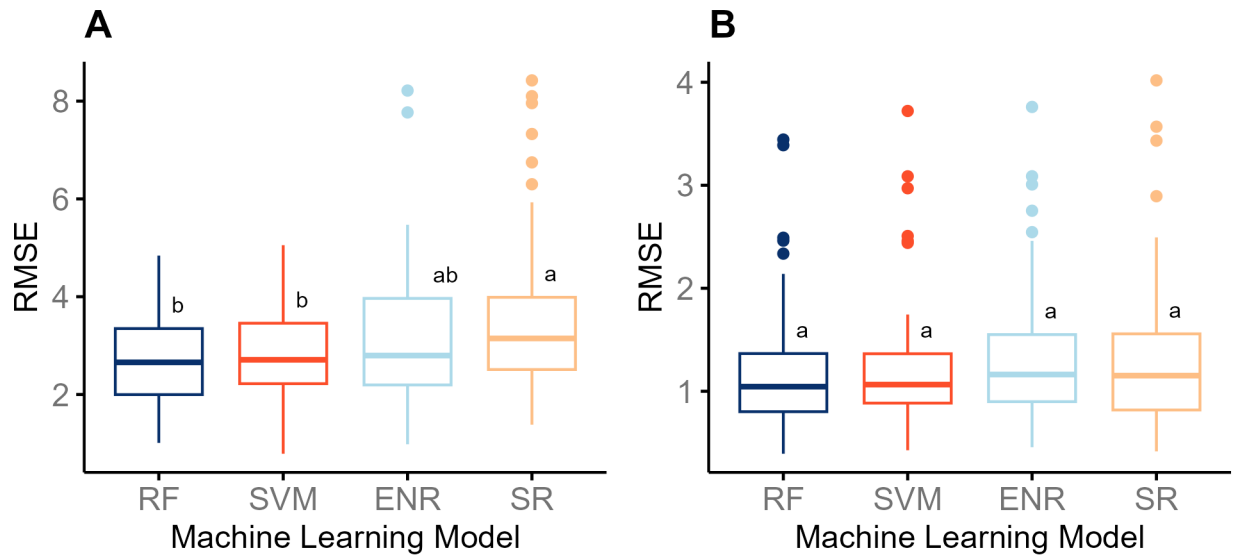 A
RMSE
8
6
4
2
b
b
ab
a
RF SVM ENR SR
Machine Learning Model
B
RMSE
4
3
2
1
a
a
a
a
RF SVM ENR SR
Machine Learning Model